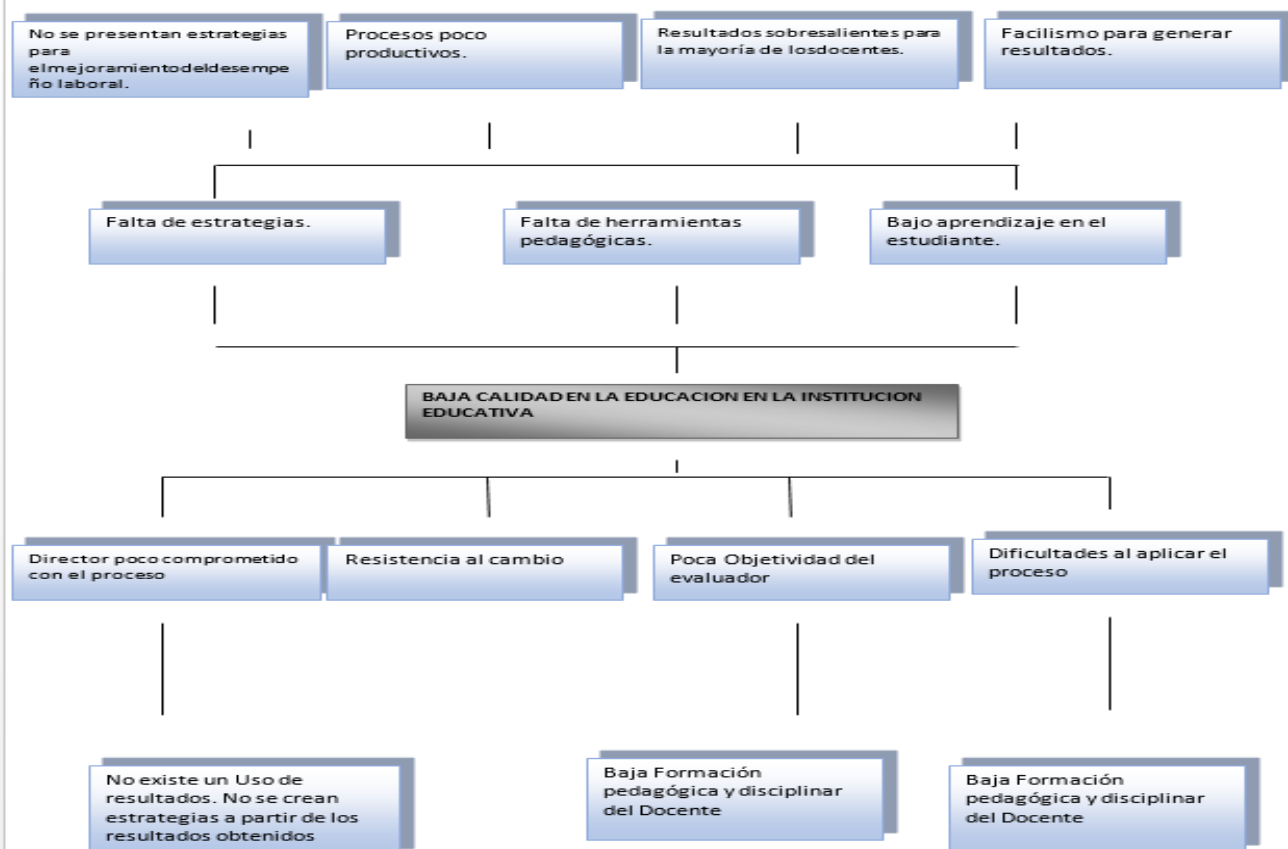 No se presentan estrategias
para
elmejoramientodeldesempe
ño laboral.
Procesos poco
productivos.
Resultados sobresalientes para
la mayoría de losdocentes.
Facilismo para generar
resultados.
Falta de estrategias.
Falta de herramientas
pedagógicas.
Bajo aprendizaje en el
estudiante.
BAJA CALIDAD EN LA EDUCACION EN LA INSTITUCION
EDUCATIVA
Director poco comprometido
con el proceso
Resistencia al cambio
Poca Objetividad del
evaluador
Dificultades al aplicar el
proceso
No existe un Uso de
resultados. No se crean
estrategias a partir de los
resultados obtenidos
Baja Formación
pedagógica y disciplinar
del Docente
Baja Formación
pedagógica y disciplinar
del Docente